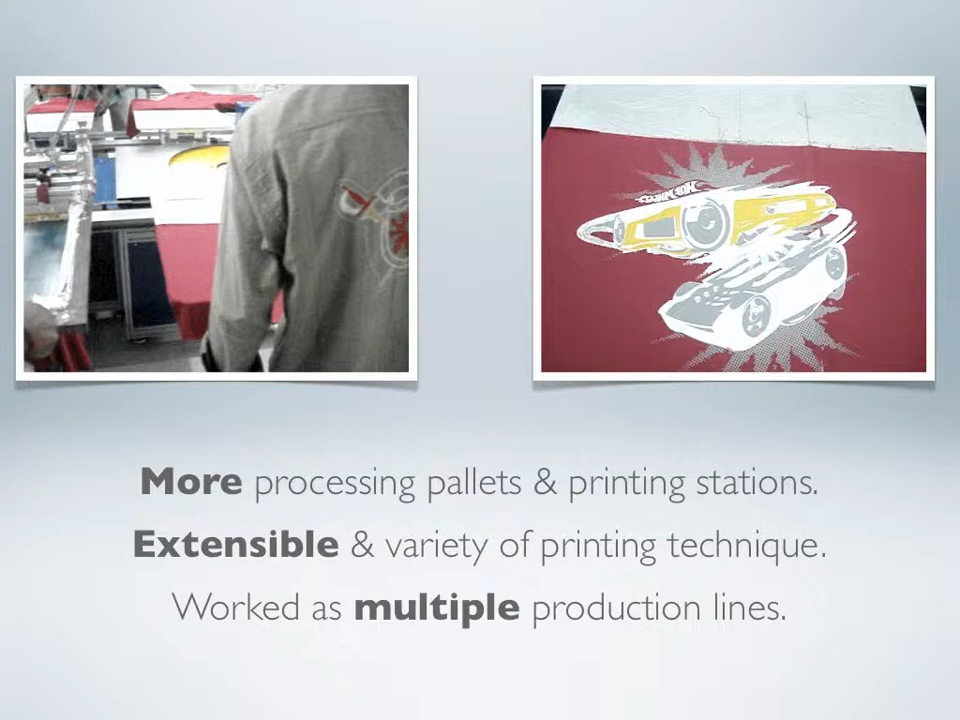 More processing pallets & printing stations.
Extensible & variety of printing technique.
Worked as multiple production lines.